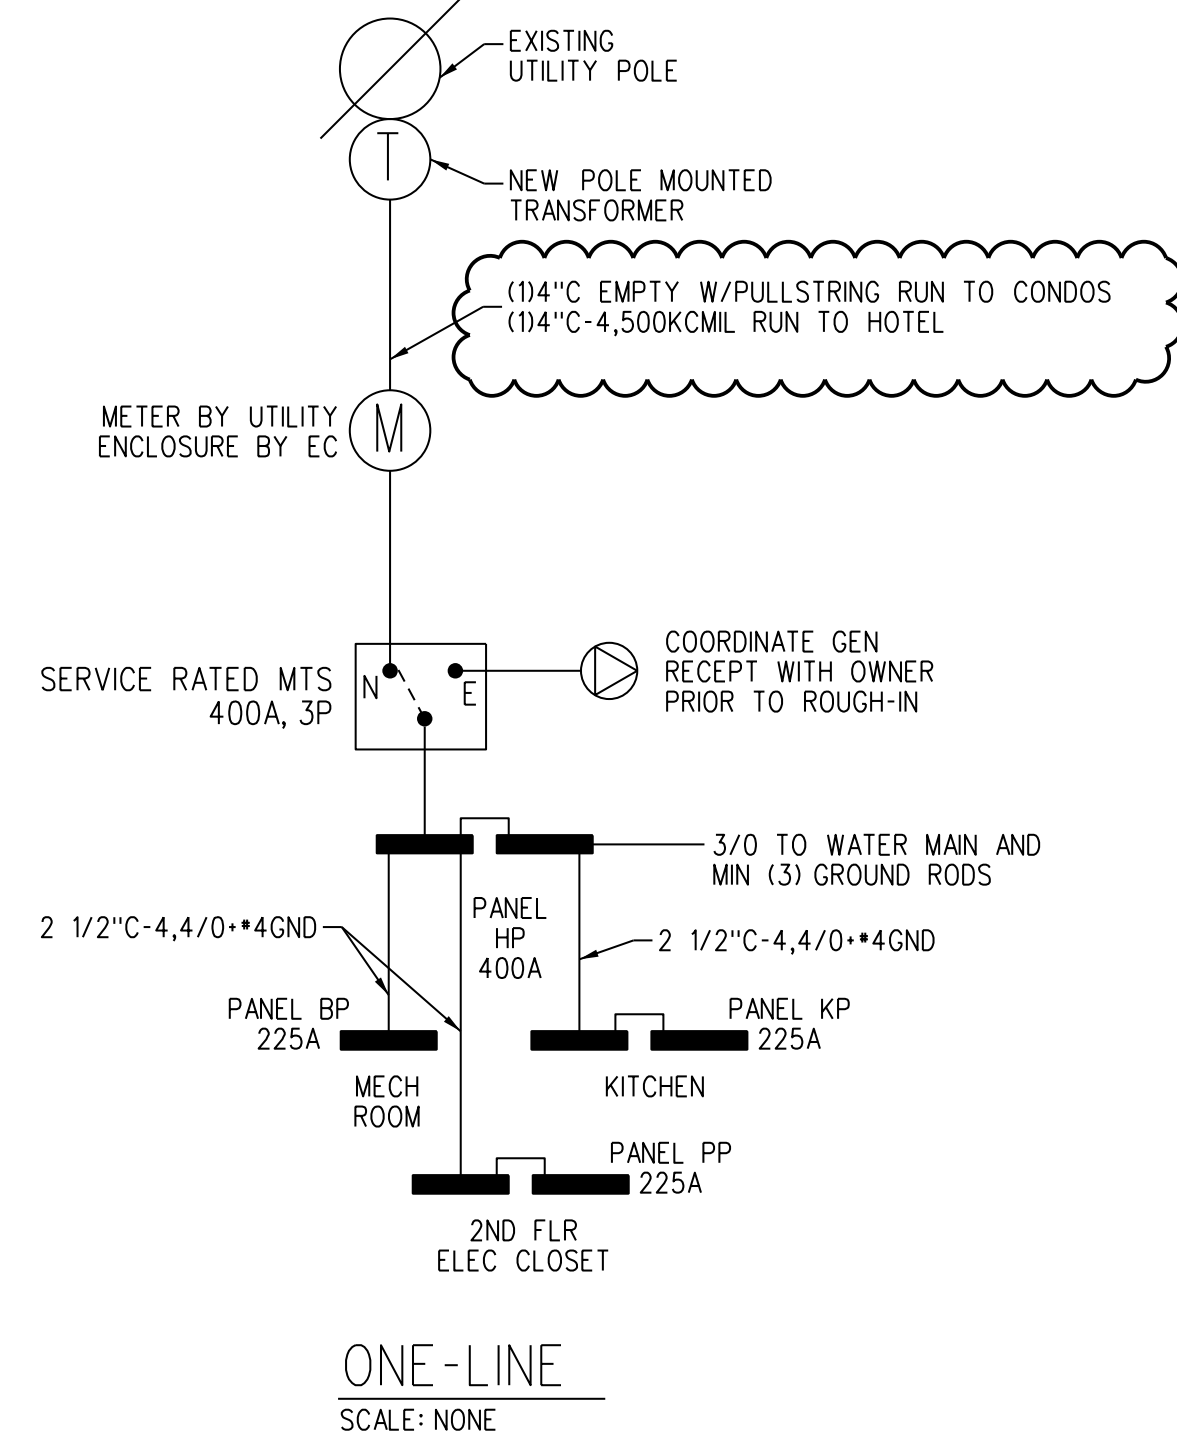 EXISTING
UTILITY POLE
T
NEW POLE MOUNTED
TRANSFORMER
(1)4"C EMPTY W/PULLSTRING RUN TO CONDOS
(1)4"C-4,500KCMIL RUN TO HOTEL
METER BY UTILITY
ENCLOSURE BY EC
M
SERVICE RATED MTS
400A, 3P
N
E
COORDINATE GEN
RECEPT WITH OWNER
PRIOR TO ROUGH-IN
3/0 TO WATER MAIN AND
MIN (3) GROUND RODS
PANEL
HP
400A
2 1/2"C-4,4/0+#4GND
2 1/2"C-4,4/0+#4GND
PANEL BP
225A
MECH
ROOM
PANEL KP
225A
KITCHEN
PANEL PP
225A
2ND FLR
ELEC CLOSET
ONE-LINE
SCALE: NONE